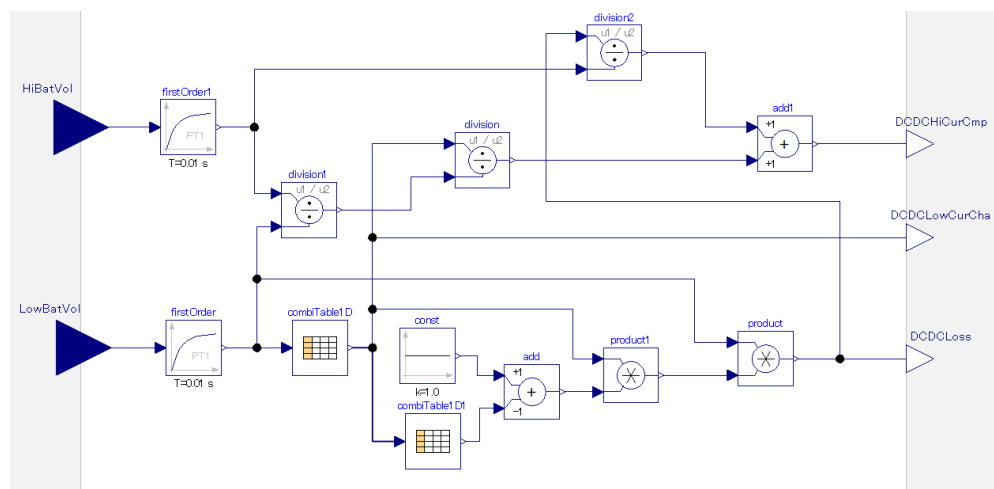 division2
u1 / u2
HiBatVol
firstOrder1
PT1
T=0.01 s
division
u1 / u2
add1
+1
+
+1
DCDCHiCurCmp
division1
u1 / u2
DCDCLowCurCha
LowBatVol
firstOrder
PT1
T=0.01 s
combiTable1D
const
k=1.0
add
+1
+
-1
product1
product
DCDCLoss
combiTable1D1